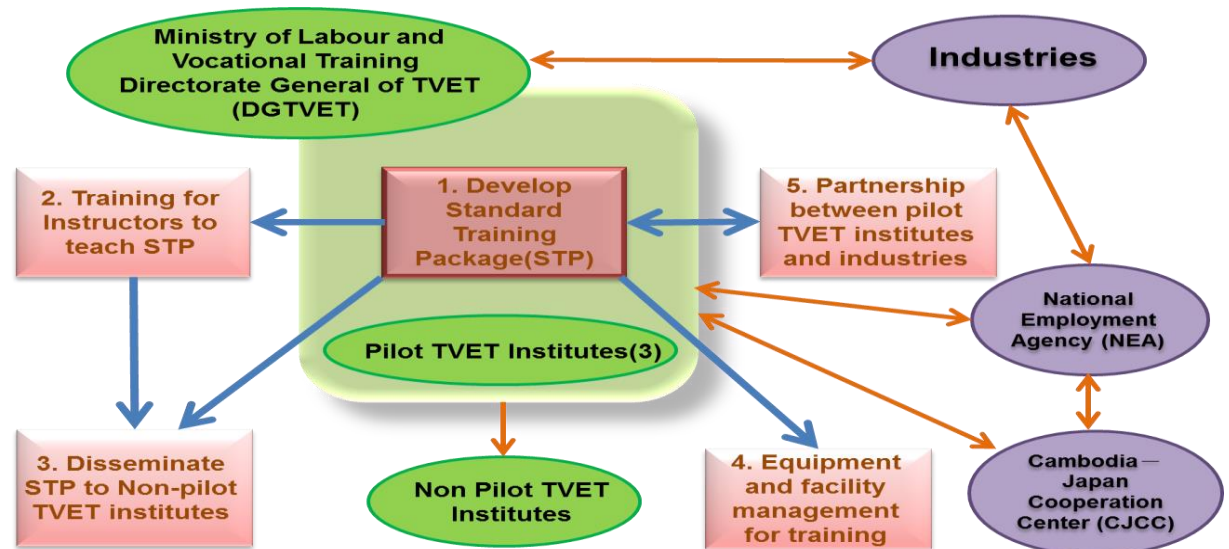 Ministry of Labour and
Vocational Training
Directorate General of TVET
(DGTVET)
Industries
2. Training for
Instructors to
teach STP
1. Develop
Standard
Training
Package(STP)
5. Partnership
between pilot
TVET institutes
and industries
National
Employment
Agency (NEA)
Pilot TVET Institutes(3)
3. Disseminate
STP to Non-pilot
TVET institutes
Non Pilot TVET
Institutes
4. Equipment
and facility
management
for training
Cambodia—
Japan
Cooperation
Center (CJCC)